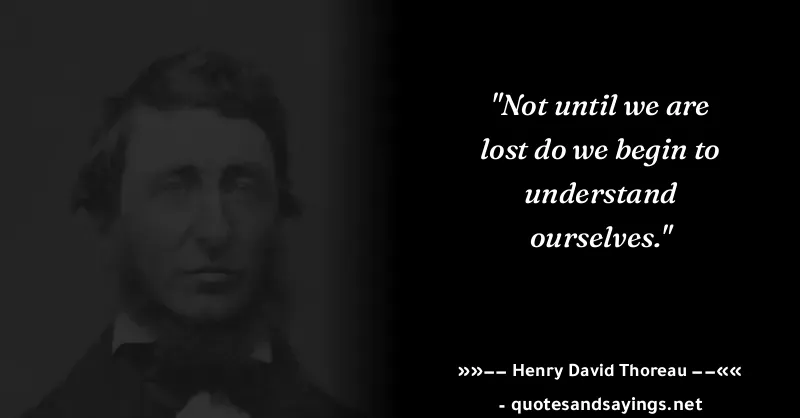 "Not until we are
lost do we begin to
understand
ourselves."
»»−− Henry David Thoreau −−««
- quotesandsayings.net